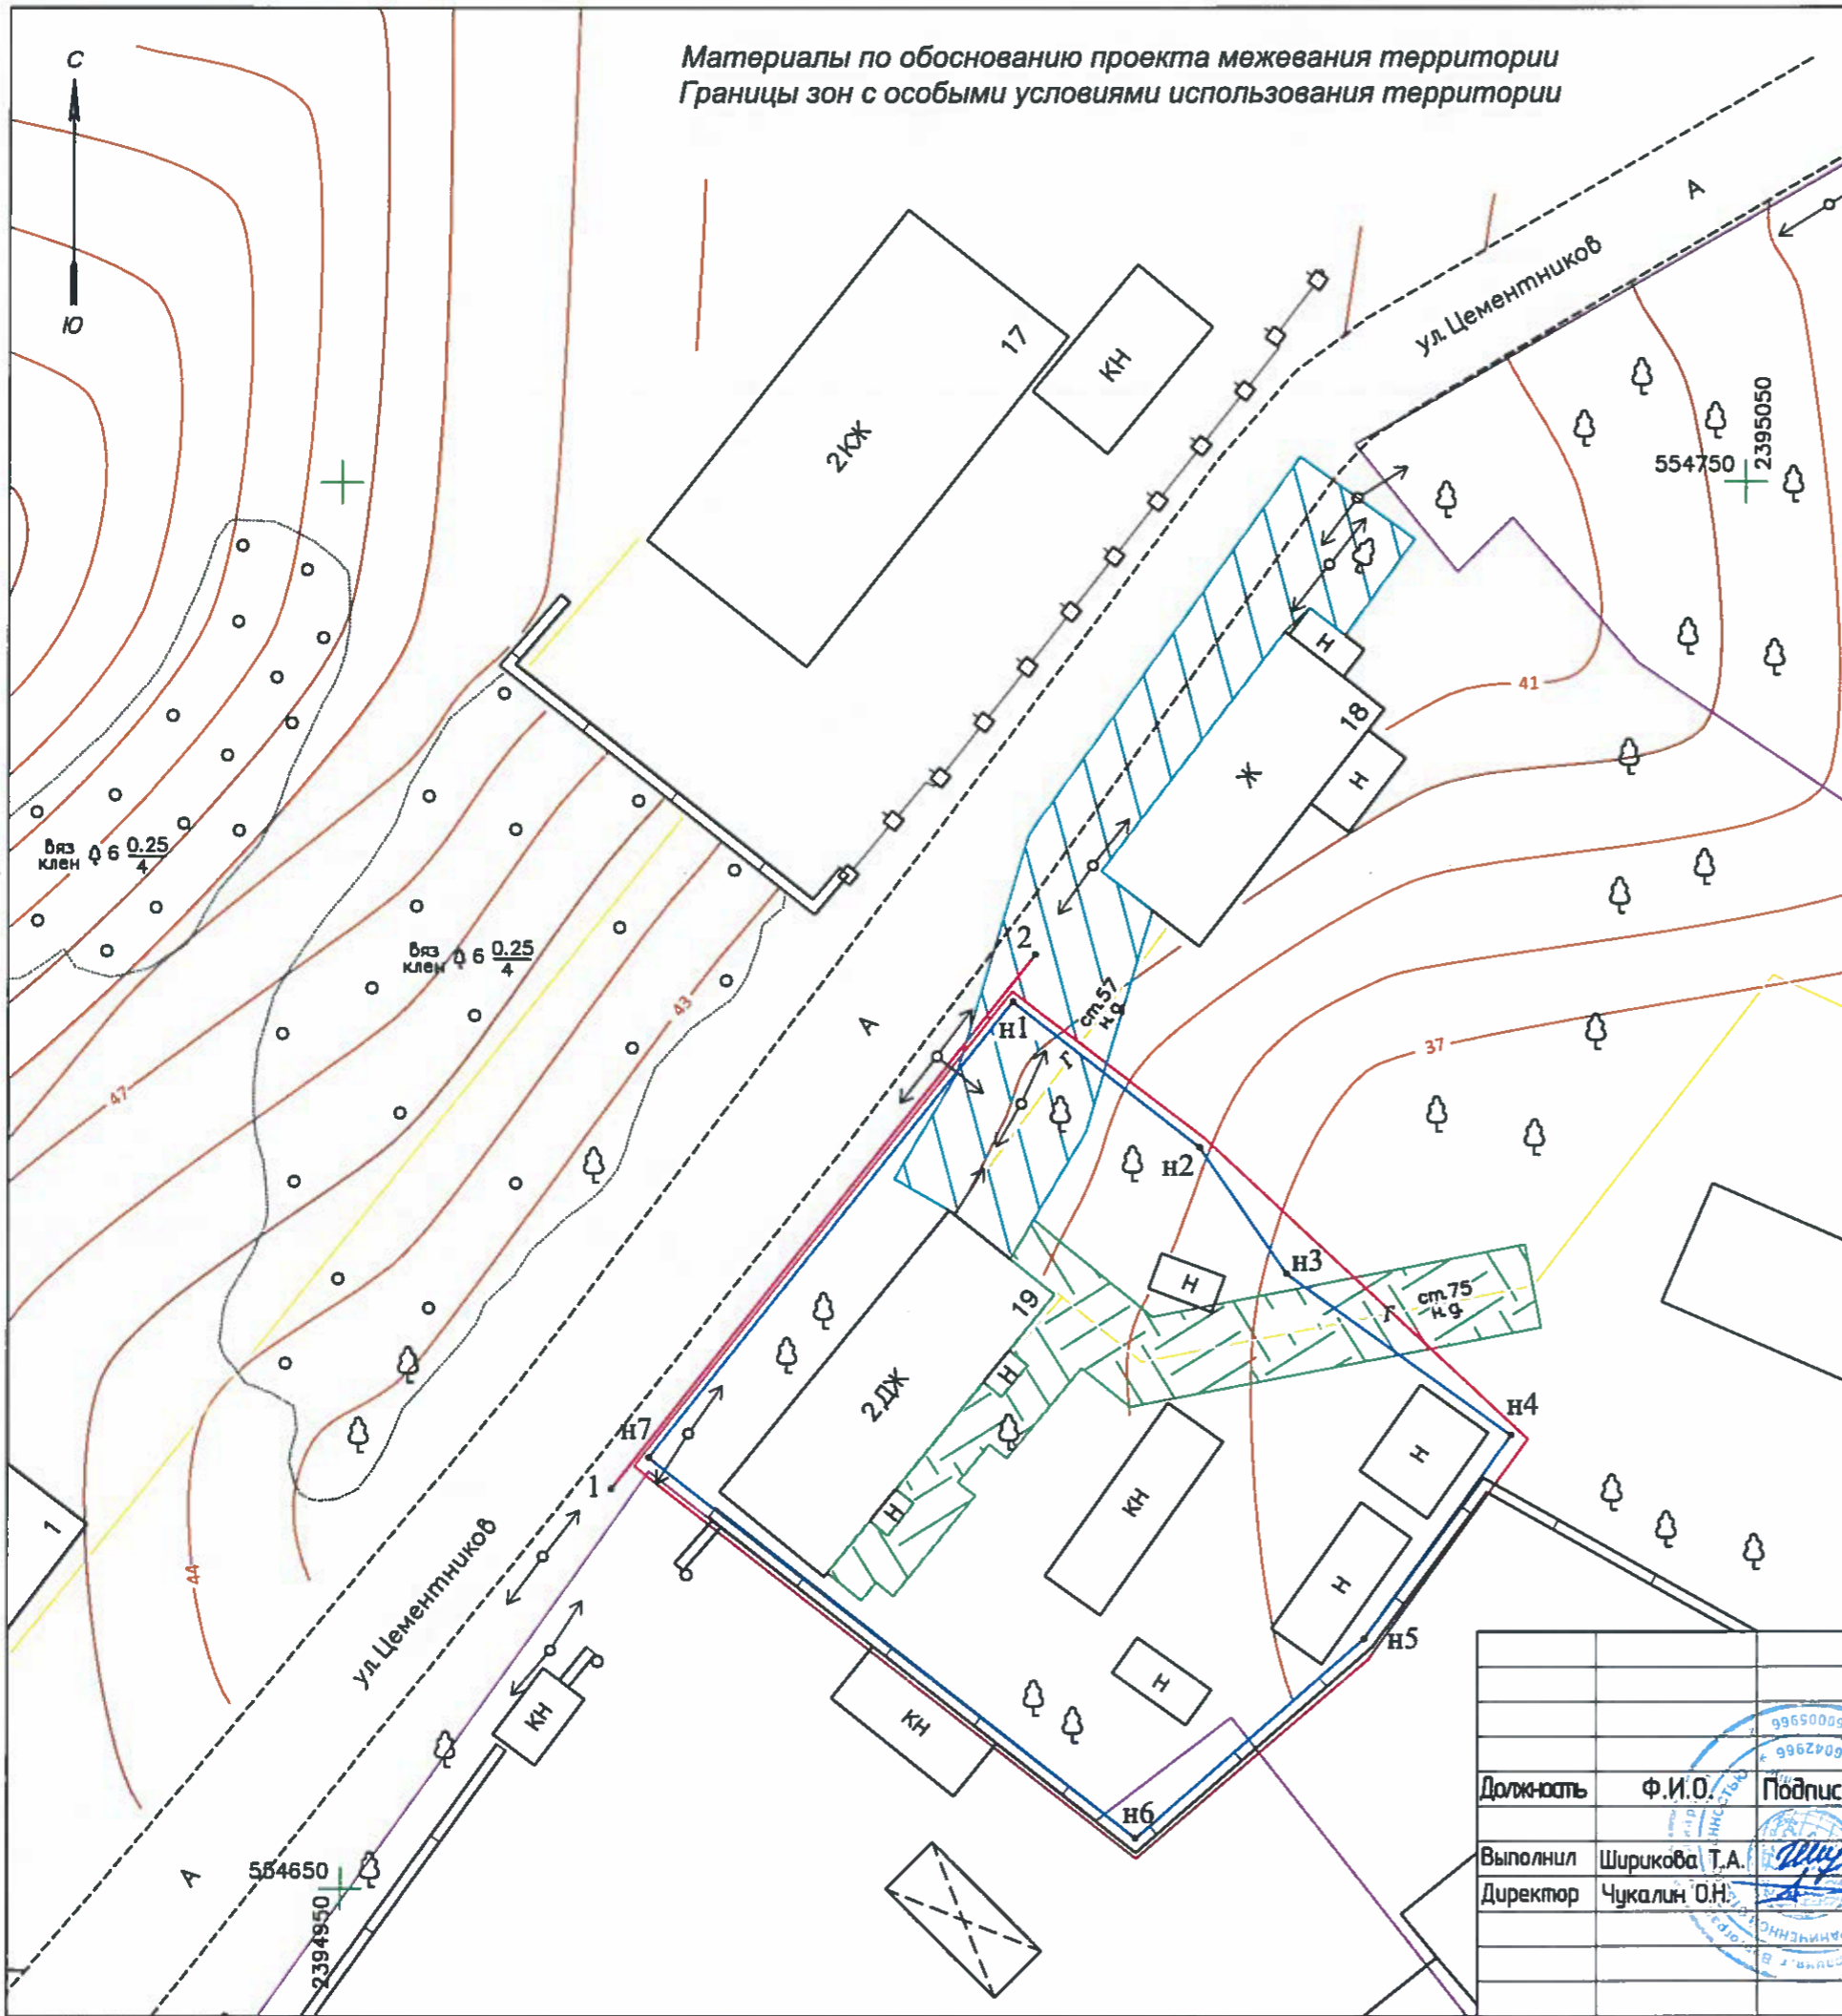 Материалы по обоснованию проекта межевания территории
Границы зон с особыми условиями использования территории
С
Ю
А
ул.Цементников
17
КН
2КЖ
554750
2395050
Н
41
18
Ж
Н
вяз
клен 6 0.25
4
вяз
клен 6 0.25
4
2
43
А
ст.57
н.д
н1
г
37
47
н2
н3
Н
ст.75
н.д
г
19
Н
2ДЖ
н4
н7
Н
1
Н
КН
1
44
ул.Цементников
Н
н5
Н
КН
КН
н6
А
554650
2394950
Должность Ф.И.О. Подпис
Выполнил Ширикова Т.А.
Директор Чукалин О.Н.